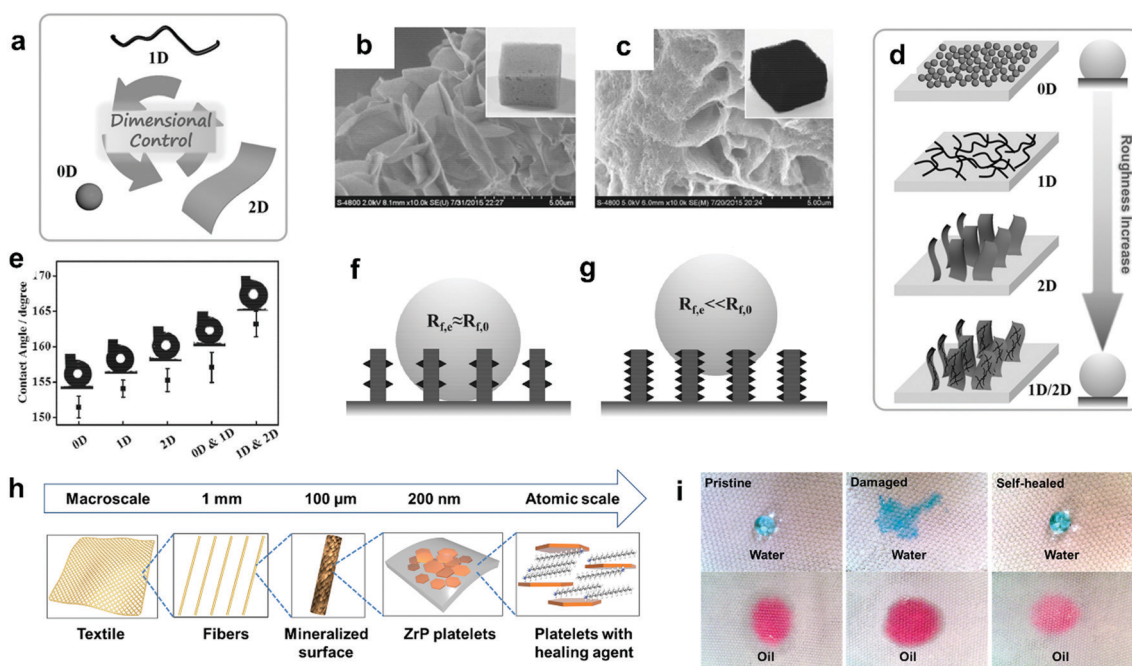 a
1D
Dimensional
Control
0D
2D
b
S-4800 2.0kV 6.1mm x10.0k SE(U) 7/31/2015 22:27
5.00um
c
S-4800 5.0kV 6.0mm x10.0k SE(M) 7/20/2015 20:24
5.00um
d
0D
1D
2D
1D/2D
Roughness Increase
e
Contact Angle / degree
170
165
160
155
150
0D
1D
2D
0D & 1D
1D & 2D
f
Rf,e≈Rf,0
g
Rf,e<<Rf,0
h
Macroscale 1 mm 100 μm 200 nm Atomic scale
Textile
Fibers
Mineralized
surface
ZrP platelets
Platelets with
healing agent
i
Pristine
Water
Damaged
Water
Self-healed
Water
Oil
Oil
Oil